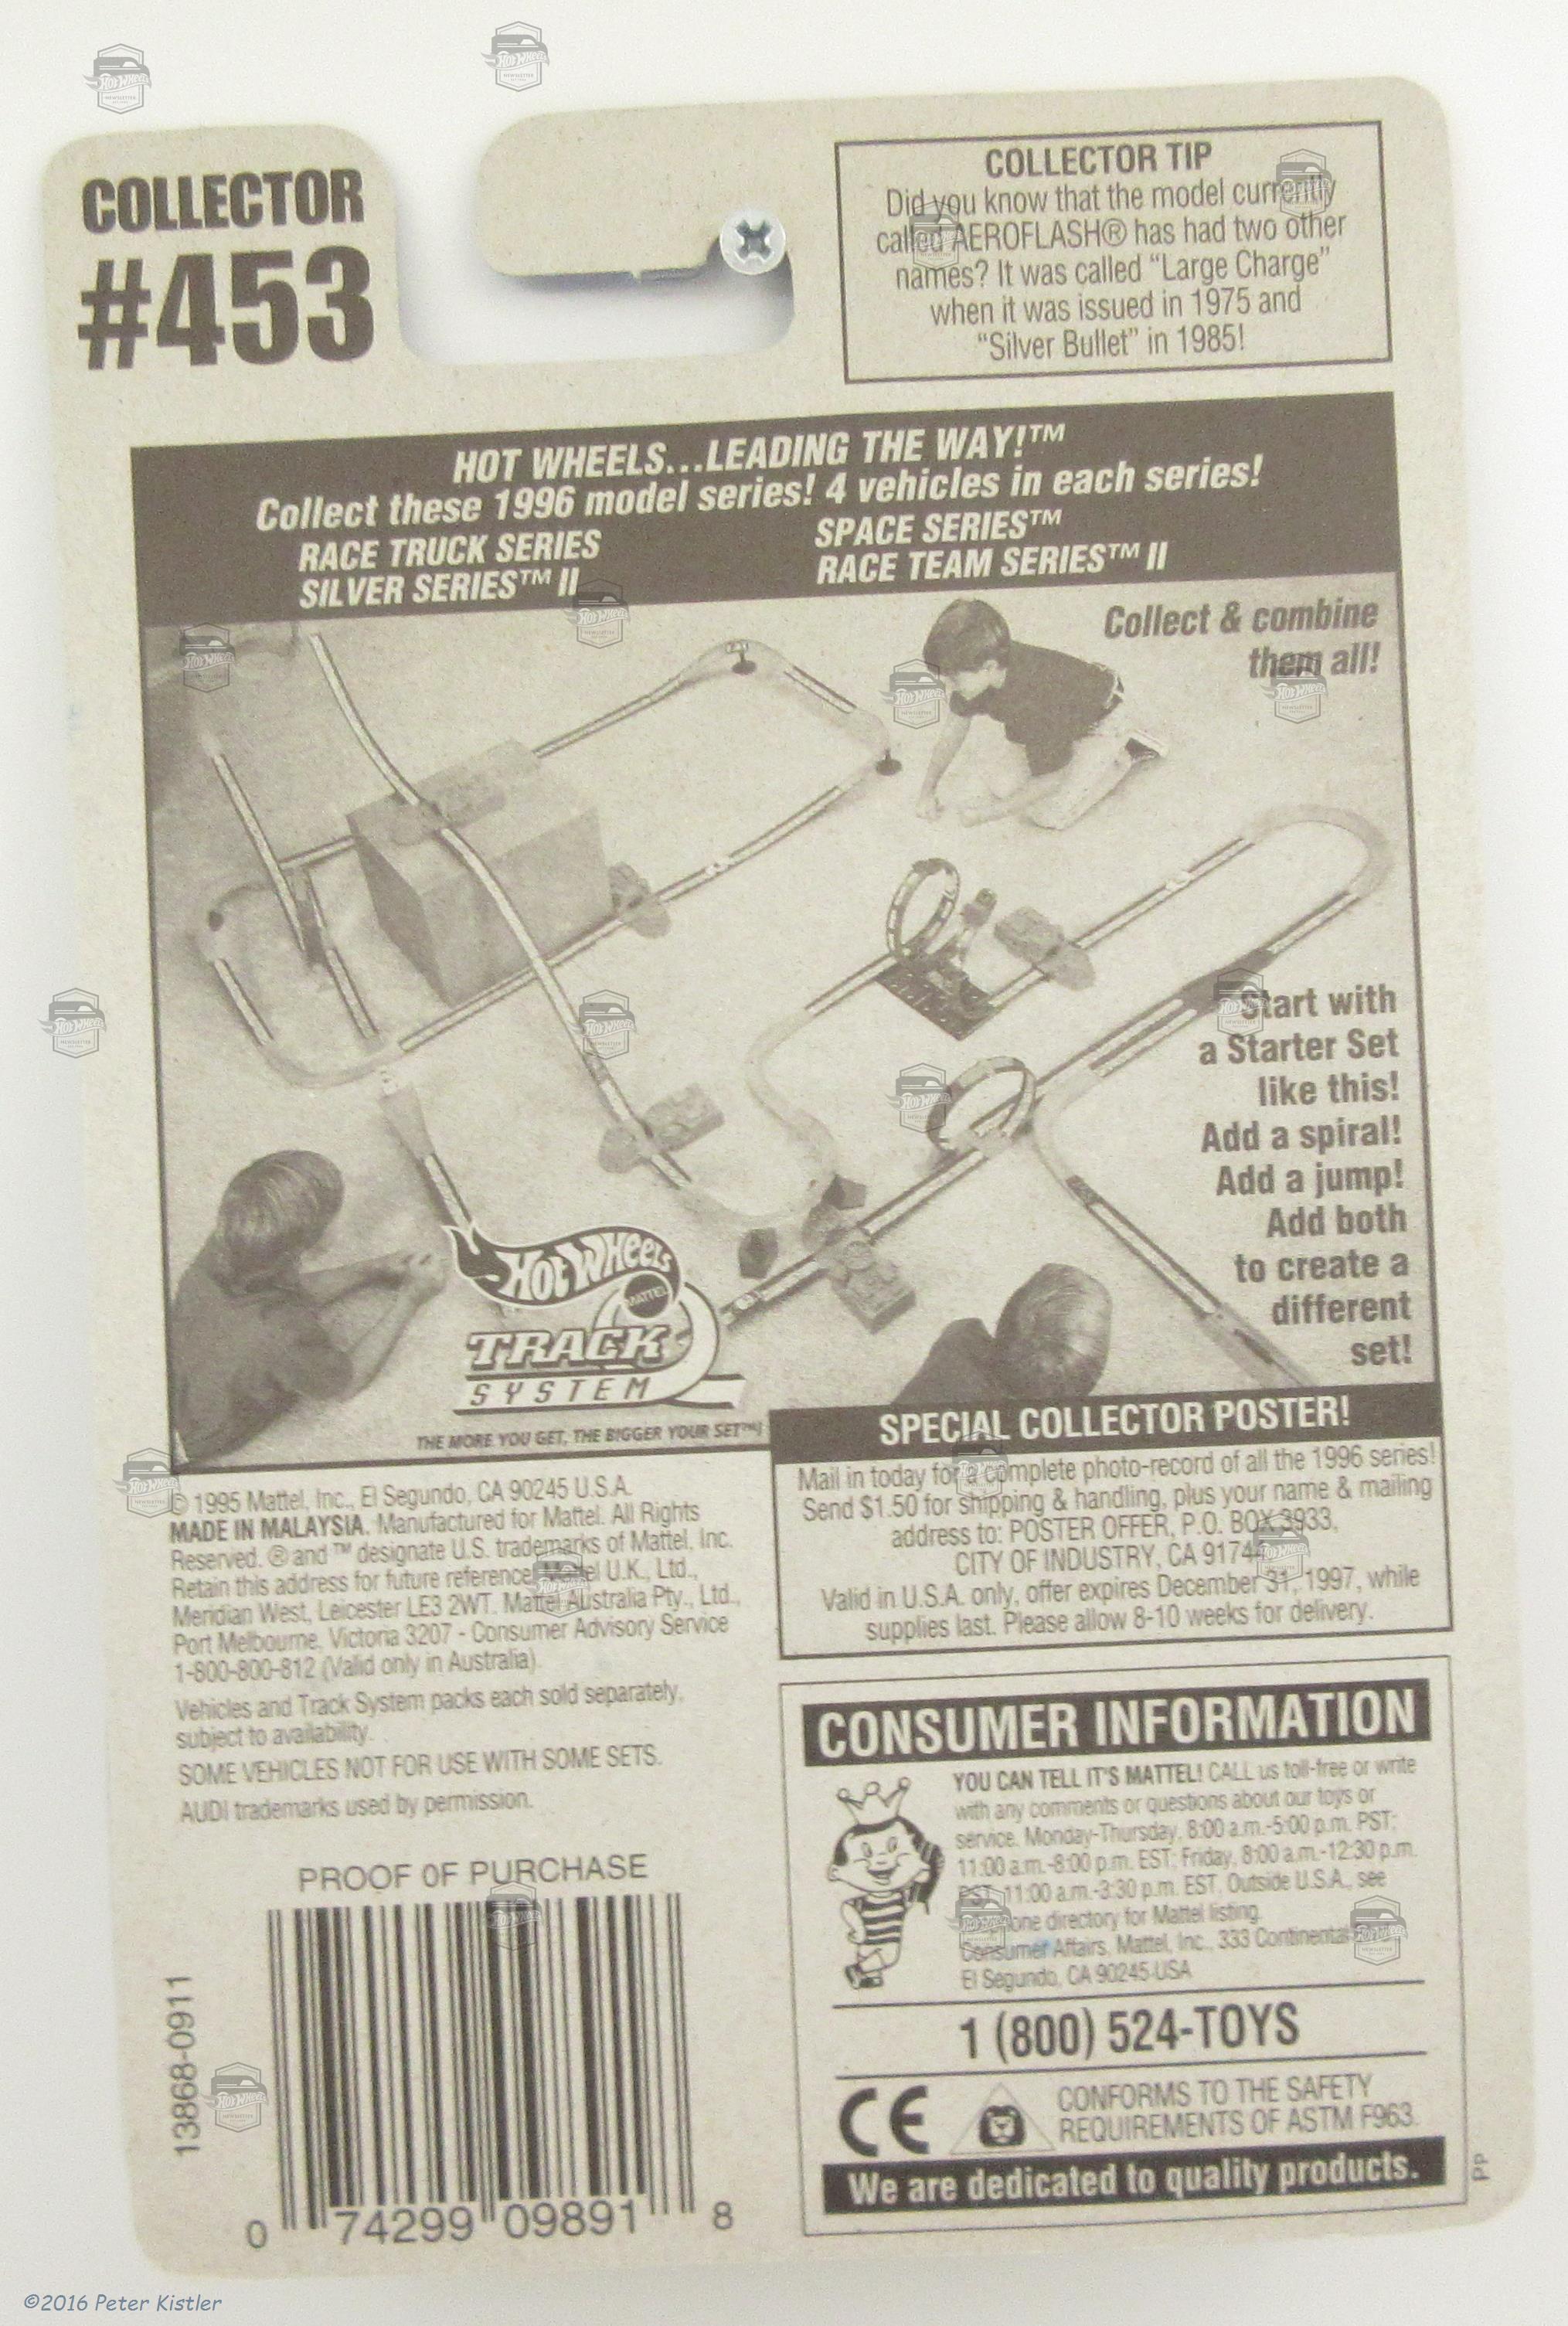 COLLECTOR
#453
COLLECTOR TIP
Did you know that the model currently
called AEROFLASH® has had two other
names? It was called “Large Charge”
when it was issued in 1975 and
“Silver Bullet” in 1985!
HOT WHEELS...LEADING THE WAY!™
Collect these 1996 model series! 4 vehicles in each series!
RACE TRUCK SERIES
SILVER SERIES™ II
SPACE SERIES™
RACE TEAM SERIES™ II
Collect & combine
them all!
Start with
a Starter Set
like this!
Add a spiral!
Add a jump!
Add both
to create a
different
set!
HOT WHEELS
MATTEL
TRACK
SYSTEM
THE MORE YOU GET, THE BIGGER YOUR SET™!
SPECIAL COLLECTOR POSTER!
Mail in today for a complete photo-record of all the 1996 series!
Send $1.50 for shipping & handling, plus your name & mailing
address to: POSTER OFFER, P.O. BOX 3933,
CITY OF INDUSTRY, CA
Valid in U.S.A. only, offer expires December 31, 1997, while
supplies last. Please allow 8-10 weeks for delivery.
© 1995 Mattel, Inc., El Segundo, CA 90245 U.S.A.
MADE IN MALAYSIA. Manufactured for Mattel. All Rights
Reserved. ® and ™ designate U.S. trademarks of Mattel, Inc.
Retain this address for future reference: Mattel U.K., Ltd.,
Meridian West, Leicester LE3 2WT. Mattel Australia Pty., Ltd.,
Port Melbourne, Victoria 3207 - Consumer Advisory Service
1-800-800-812 (Valid only in Australia).
Vehicles and Track System packs each sold separately,
subject to availability.
SOME VEHICLES NOT FOR USE WITH SOME SETS.
AUDI trademarks used by permission.
PROOF OF PURCHASE
13868-0911
0 74299 09891 8
CONSUMER INFORMATION
YOU CAN TELL IT'S MATTEL! CALL us toll-free or write
with any comments or questions about our toys or
service. Monday-Thursday, 8:00 a.m.-5:00 p.m. PST;
11:00 a.m.-8:00 p.m. EST; Friday, 8:00 a.m.-12:30 p.m.
PST, 11:00 a.m.-3:30 p.m. EST. Outside U.S.A., see
directory for Mattel listing.
Consumer Affairs, Mattel, Inc., 333 Continental
El Segundo, CA 90245 USA
1 (800) 524-TOYS
CE
CONFORMS TO THE SAFETY
REQUIREMENTS OF ASTM F963.
We are dedicated to quality products.
PP
©2016 Peter Kistler